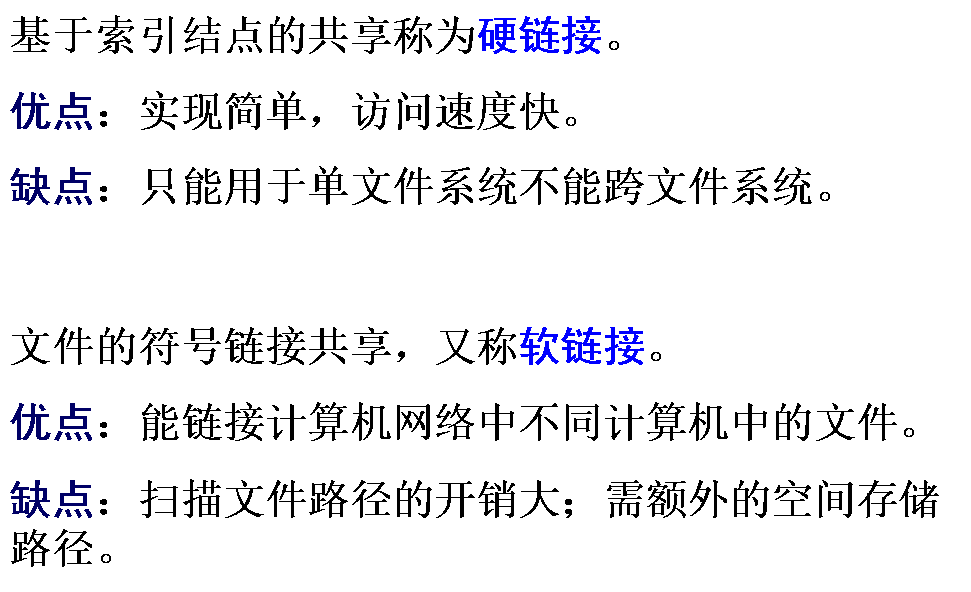 基于索引结点的共享称为硬链接。
优点：实现简单，访问速度快。
缺点：只能用于单文件系统不能跨文件系统。
文件的符号链接共享，又称软链接。
优点：能链接计算机网络中不同计算机中的文件。
缺点：扫描文件路径的开销大；需额外的空间存储
路径。